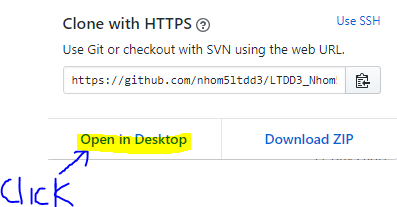 Clone with HTTPS
Use SSH
Use Git or checkout with SVN using the web URL.
https://github.com/nhom5ltdd3/LTDD3_Nhom5
Open in Desktop
Download ZIP
Click